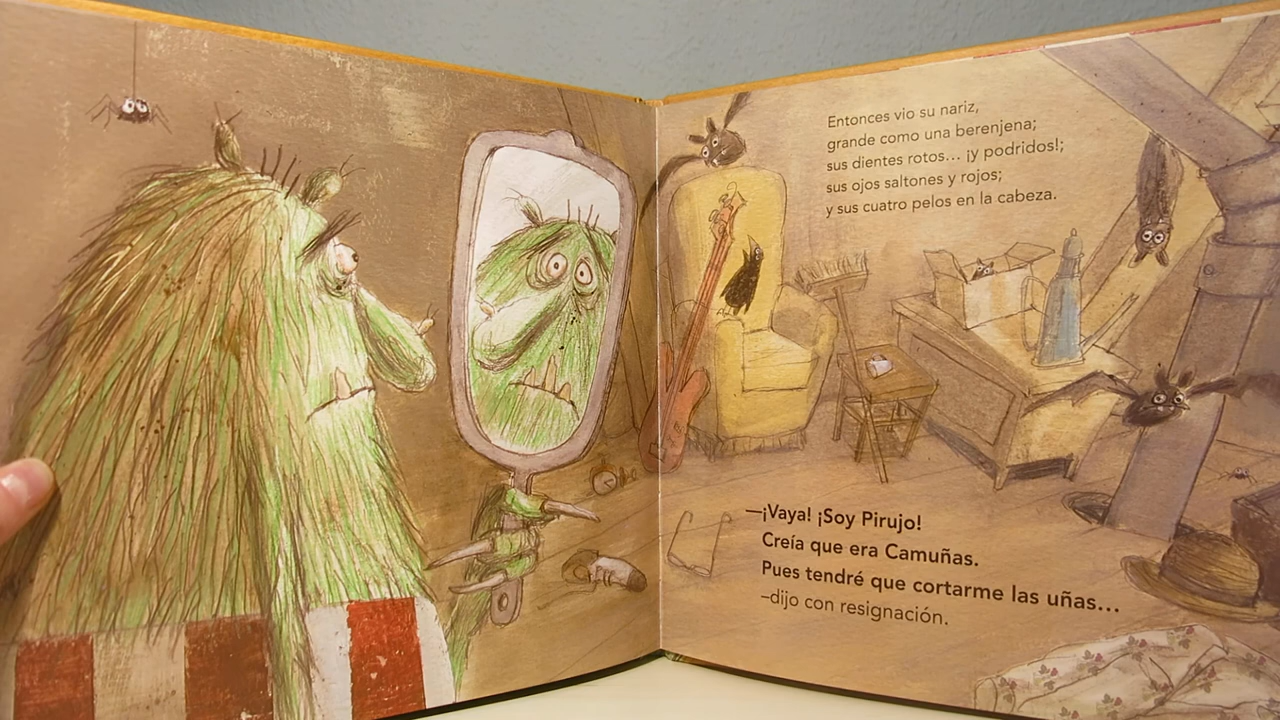 Entonces vio su nariz,
grande como una berenjena;
sus dientes rotos... ¡y podridos!;
sus ojos saltones y rojos;
y sus cuatro pelos en la cabeza.
—¡Vaya! ¡Soy Pirujo!
Creía que era Camuñas.
Pues tendré que cortarme las uñas...
–dijo con resignación.